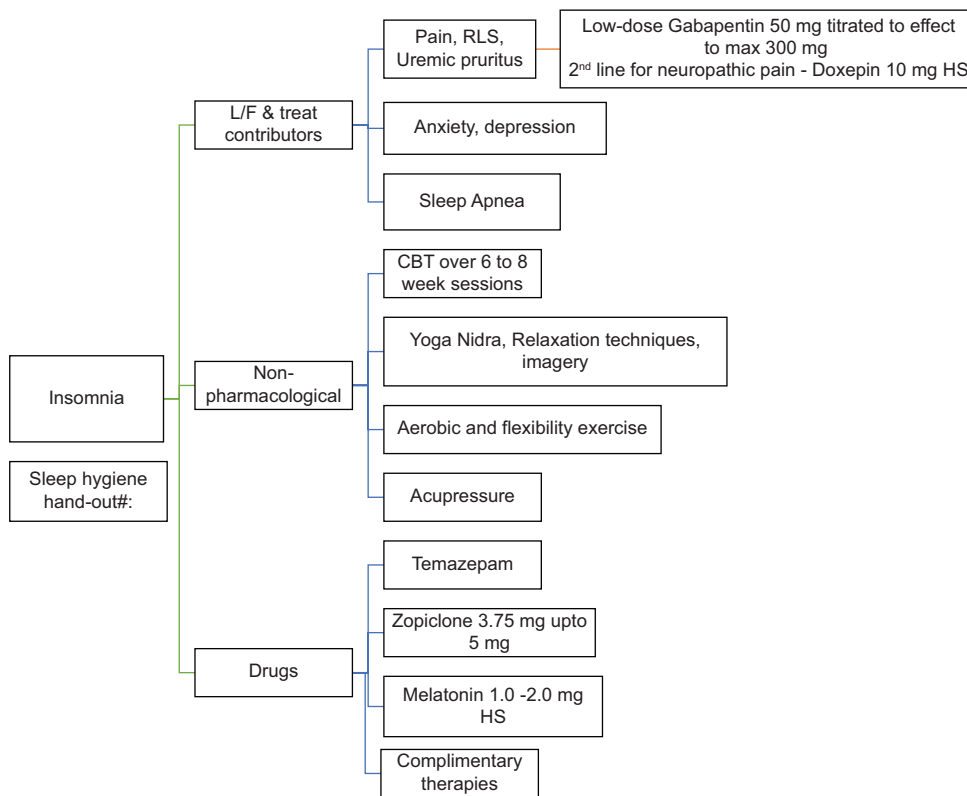 Insomnia
Sleep hygiene
hand-out#:
L/F & treat
contributors
Pain, RLS,
Uremic pruritus
Low-dose Gabapentin 50 mg titrated to effect
to max 300 mg
2nd line for neuropathic pain - Doxepin 10 mg HS
Anxiety, depression
Sleep Apnea
Non-
pharmacological
CBT over 6 to 8
week sessions
Yoga Nidra, Relaxation techniques,
imagery
Aerobic and flexibility exercise
Acupressure
Drugs
Temazepam
Zopiclone 3.75 mg upto
5 mg
Melatonin 1.0 -2.0 mg
HS
Complimentary
therapies